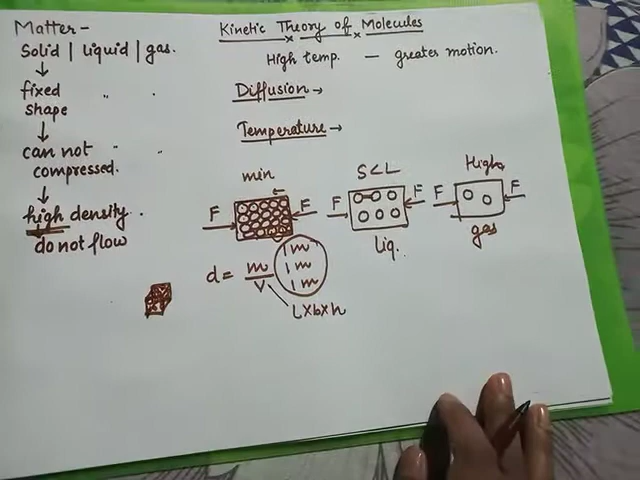 Matter-
Solid | Liquid | gas.
fixed " .
shape
can not " .
compressed.
high density .
do not flow
Kinetic Theory of Molecules
High temp. — greater motion.
Diffusion →
Temperature →
min
S<L
High
F F
F F
F F
liq.
gas
d = m/v
1m
1m
1m
L×b×h